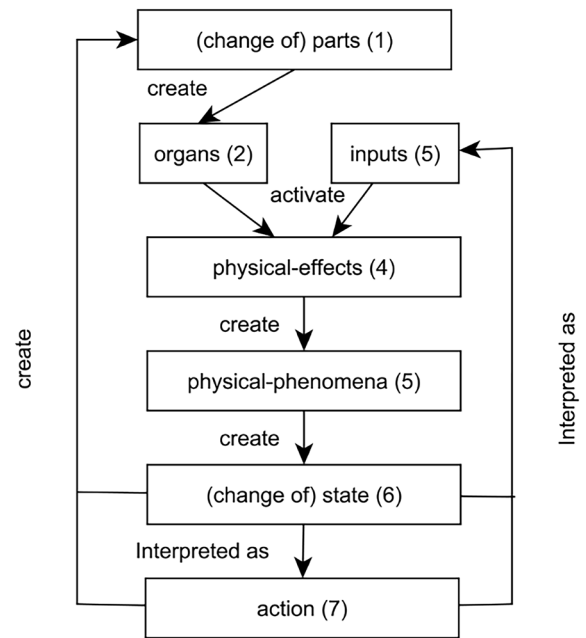 (change of) parts (1)
create
organs (2)
inputs (5)
activate
physical-effects (4)
create
create
Interpreted as
physical-phenomena (5)
create
(change of) state (6)
Interpreted as
action (7)